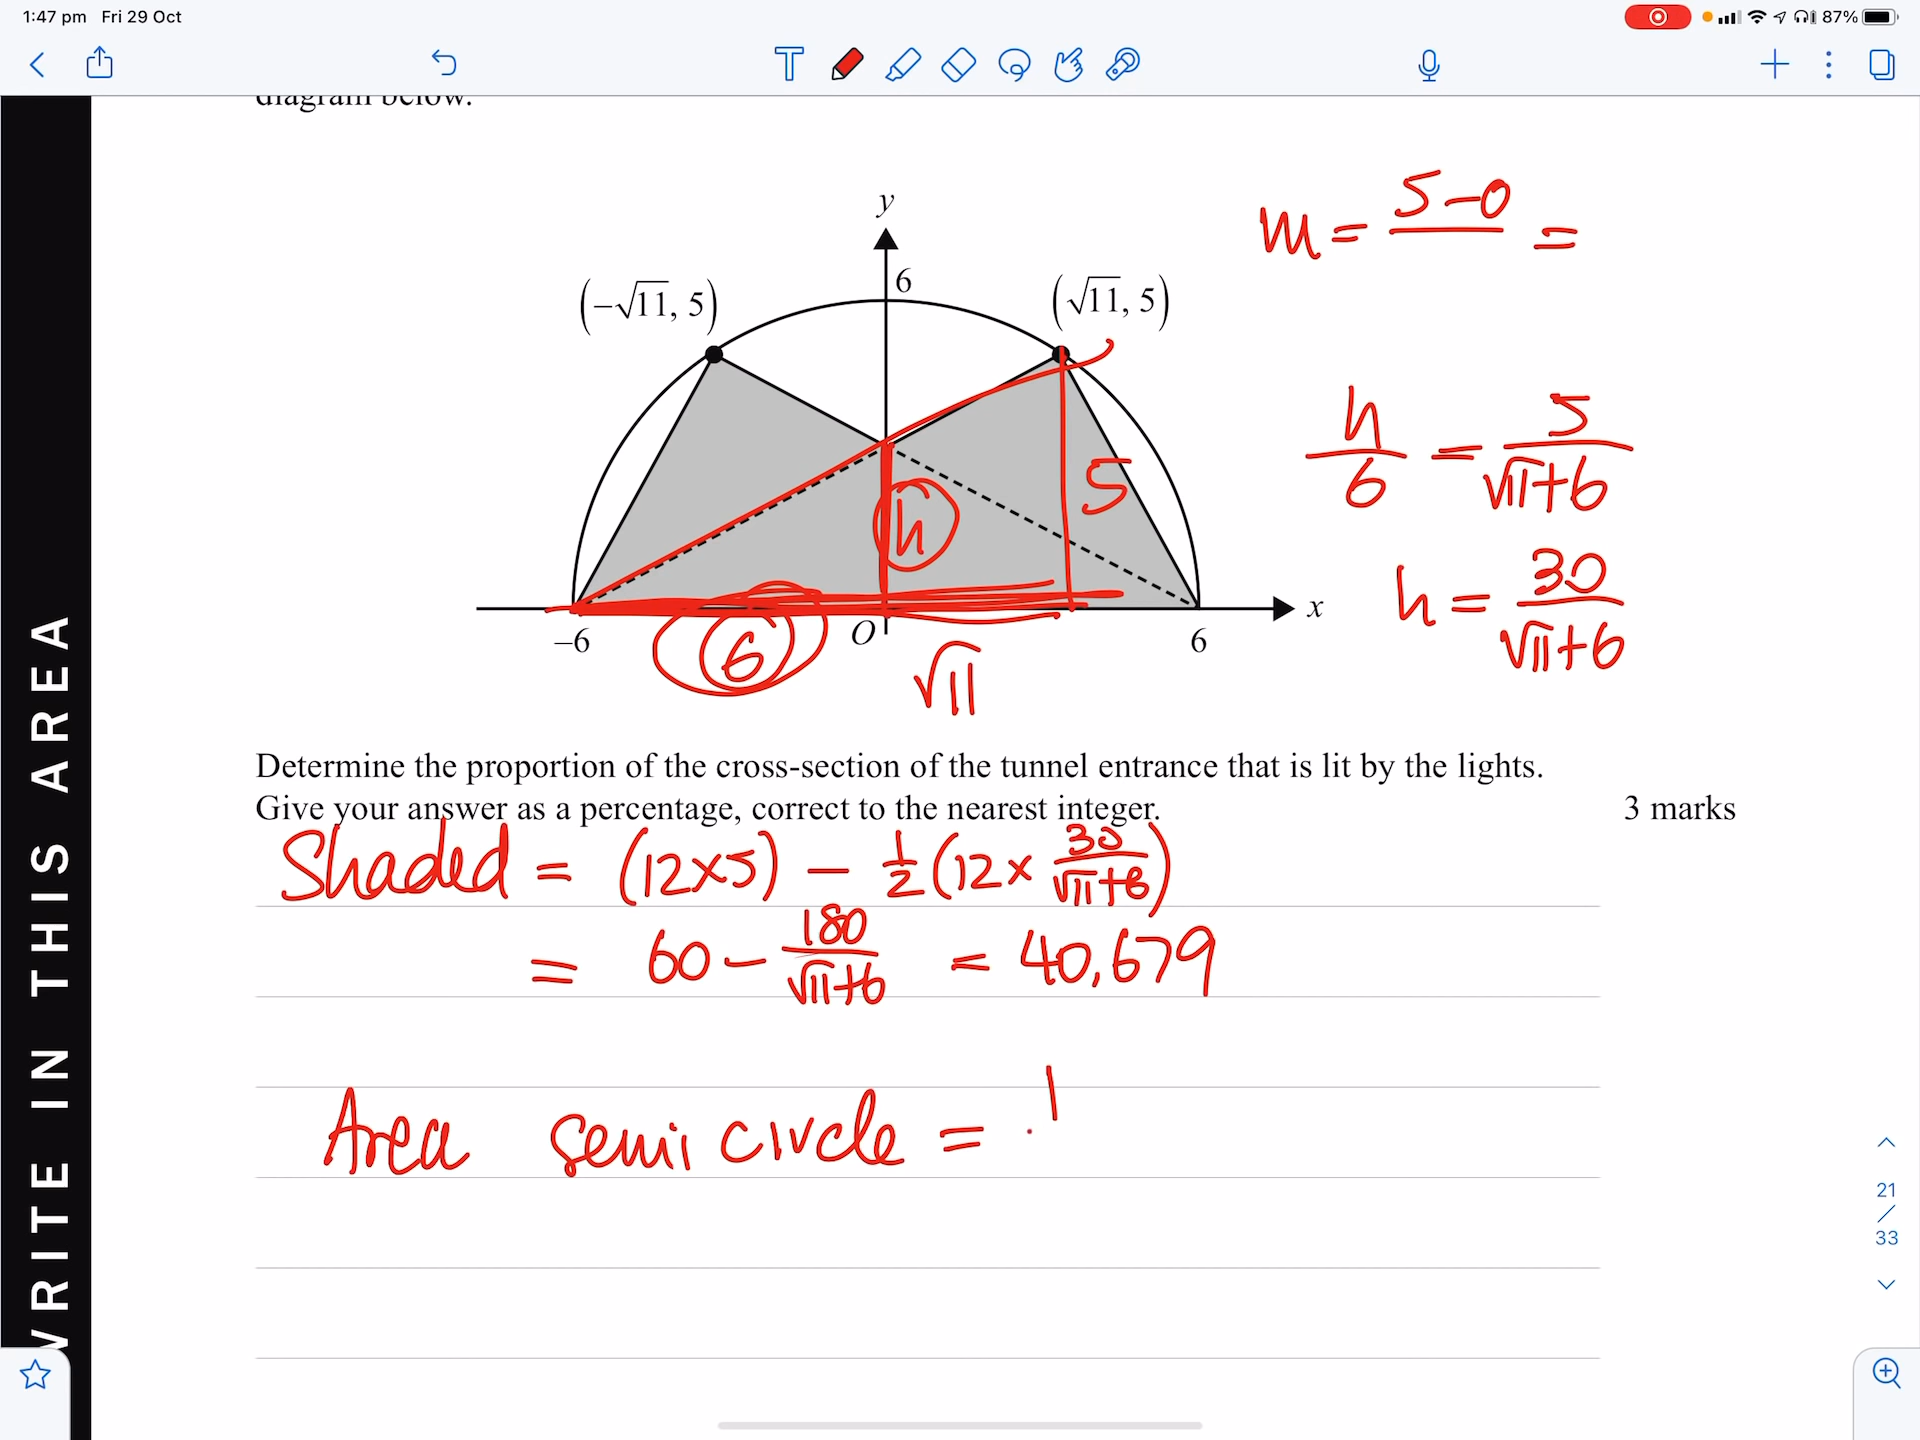 1:47 pm Fri 29 Oct
87%
diagram below.
y
6
(−√11, 5)
(√11, 5)
m = 5-0 =
h/6 = 5/(√11+6)
h
5
h = 30/(√11+6)
x
−6
6
O
6
√11
Determine the proportion of the cross-section of the tunnel entrance that is lit by the lights.
Give your answer as a percentage, correct to the nearest integer.
3 marks
Shaded = (12×5) − 1/2 (12 × 30/(√11+6))
= 60 − 180/(√11+6) = 40,679
Area semi circle = 1
WRITE IN THIS AREA
21
/
33